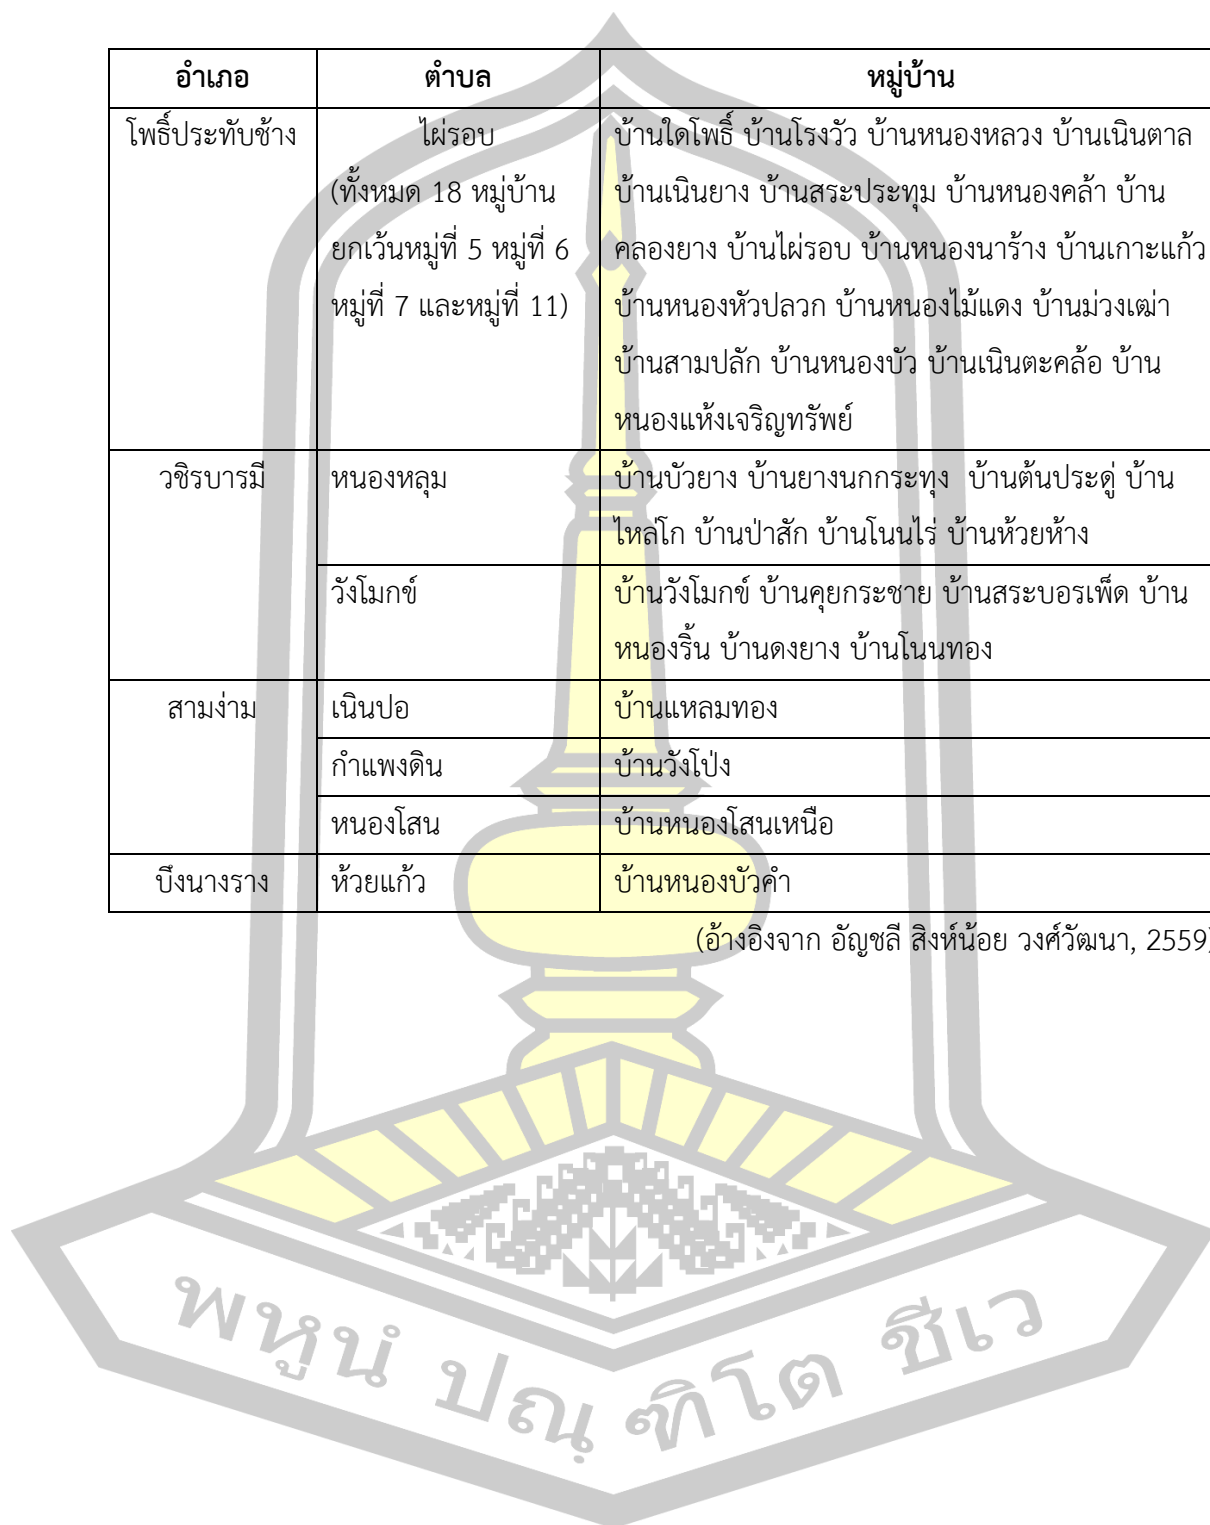 อำเภอ ตำบล หมู่บ้าน
โพธิ์ประทับช้าง ไผ่รอบ บ้านใดโพธิ์ บ้านโรงวัว บ้านหนองหลวง บ้านเนินตาล
(ทั้งหมด 18 หมู่บ้าน บ้านเนินยาง บ้านสระประทุม บ้านหนองคล้า บ้าน
ยกเว้นหมู่ที่ 5 หมู่ที่ 6 คลองยาง บ้านไผ่รอบ บ้านหนองนาร้าง บ้านเกาะแก้ว
หมู่ที่ 7 และหมู่ที่ 11) บ้านหนองหัวปลวก บ้านหนองไม้แดง บ้านม่วงเฒ่า
บ้านสามปลัก บ้านหนองบัว บ้านเนินตะคล้อ บ้าน
หนองแห้งเจริญทรัพย์
วชิรบารมี หนองหลุม บ้านบัวยาง บ้านยางนกกระทุง บ้านต้นประดู่ บ้าน
ไหล่โก บ้านป่าสัก บ้านโนนไร่ บ้านห้วยห้าง
วังโมกข์ บ้านวังโมกข์ บ้านคุยกระชาย บ้านสระบอรเพ็ด บ้าน
หนองริ้น บ้านดงยาง บ้านโนนทอง
สามง่าม เนินปอ บ้านแหลมทอง
กำแพงดิน บ้านวังโป่ง
หนองโสน บ้านหนองโสนเหนือ
บึงนางราง ห้วยแก้ว บ้านหนองบัวคำ
(อ้างอิงจาก อัญชลี สิงห์น้อย วงศ์วัฒนา, 2559)
พหูนํ ปณฺฑิโต ชีเว